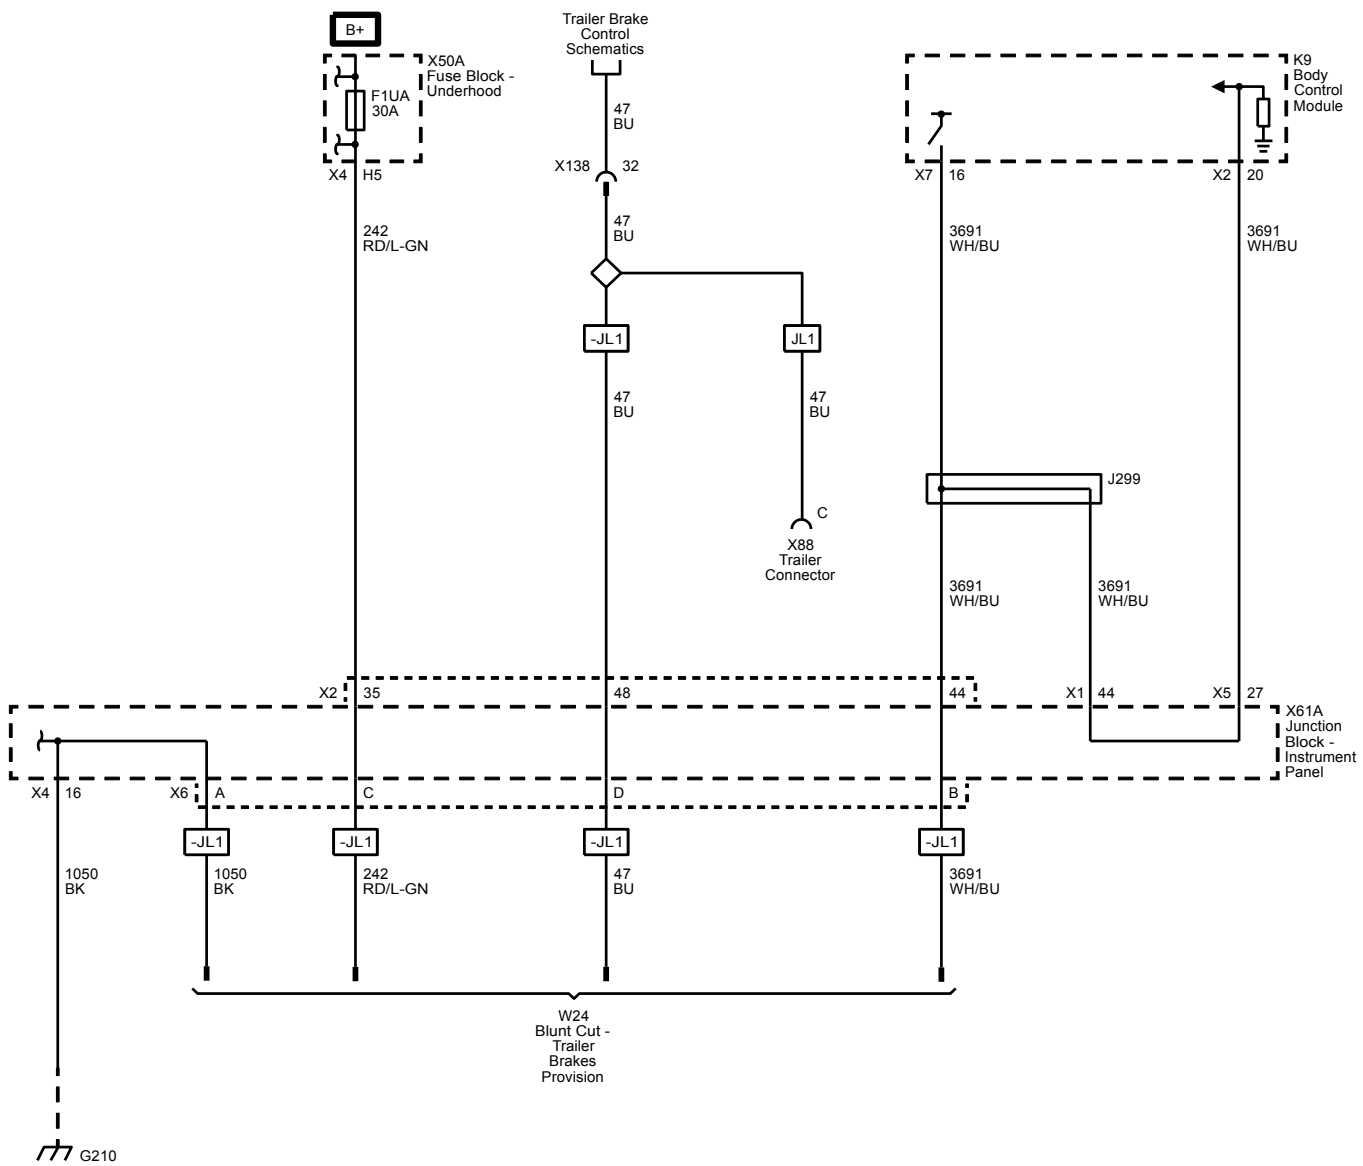 B+
X50A
Fuse Block -
Underhood
F1UA
30A
X4 H5
Trailer Brake
Control
Schematics
47
BU
X138 32
47
BU
K9
Body
Control
Module
X7 16
X2 20
242
RD/L-GN
3691
WH/BU
3691
WH/BU
-JL1
JL1
47
BU
47
BU
J299
C
X88
Trailer
Connector
3691
WH/BU
3691
WH/BU
X2 35
48
44
X1 44
X5 27
X61A
Junction
Block -
Instrument
Panel
X4 16
X6 A
C
D
B
-JL1
-JL1
-JL1
-JL1
1050
BK
1050
BK
242
RD/L-GN
47
BU
3691
WH/BU
W24
Blunt Cut -
Trailer
Brakes
Provision
G210